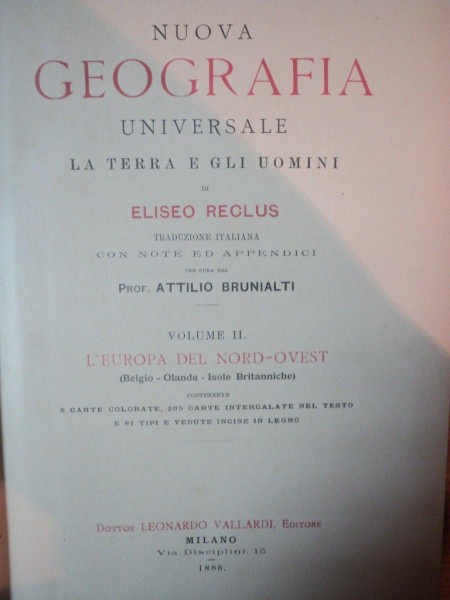 NUOVA
GEOGRAFIA
UNIVERSALE
LA TERRA E GLI UOMINI
DI
ELISEO RECLUS
TRADUZIONE ITALIANA
CON NOTE ED APPENDICI
PER CURA DEL
PROF. ATTILIO BRUNIALTI
VOLUME II.
L'EUROPA DEL NORD-OVEST
(Belgio - Olanda - Isole Britanniche)
CONTENENTE
6 CARTE COLORATE, 205 CARTE INTERCALATE NEL TESTO
E 81 TIPI E VEDUTE INCISE IN LEGNO
DOTTOR LEONARDO VALLARDI, EDITORE
MILANO
Via Disciplini, 15
1888.